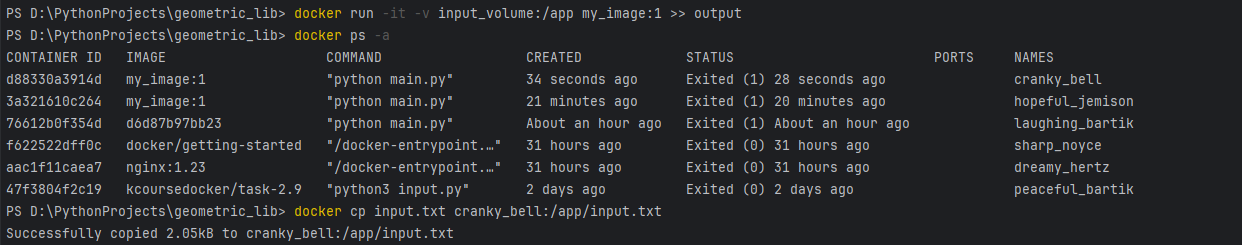 PS D:\PythonProjects\geometric_lib> docker run -it -v input_volume:/app my_image:1 >> output
PS D:\PythonProjects\geometric_lib> docker ps -a
CONTAINER ID   IMAGE                    COMMAND                  CREATED             STATUS                         PORTS     NAMES
d88330a3914d   my_image:1               "python main.py"         34 seconds ago      Exited (1) 28 seconds ago                cranky_bell
3a321610c264   my_image:1               "python main.py"         21 minutes ago      Exited (1) 20 minutes ago                hopeful_jemison
76612b0f354d   d6d87b97bb23             "python main.py"         About an hour ago   Exited (1) About an hour ago             laughing_bartik
f622522dff0c   docker/getting-started   "/docker-entrypoint.…"   31 hours ago        Exited (0) 31 hours ago                  sharp_noyce
aac1f11caea7   nginx:1.23               "/docker-entrypoint.…"   31 hours ago        Exited (0) 31 hours ago                  dreamy_hertz
47f3804f2c19   kcoursedocker/task-2.9   "python3 input.py"       2 days ago          Exited (0) 2 days ago                    peaceful_bartik
PS D:\PythonProjects\geometric_lib> docker cp input.txt cranky_bell:/app/input.txt
Successfully copied 2.05kB to cranky_bell:/app/input.txt